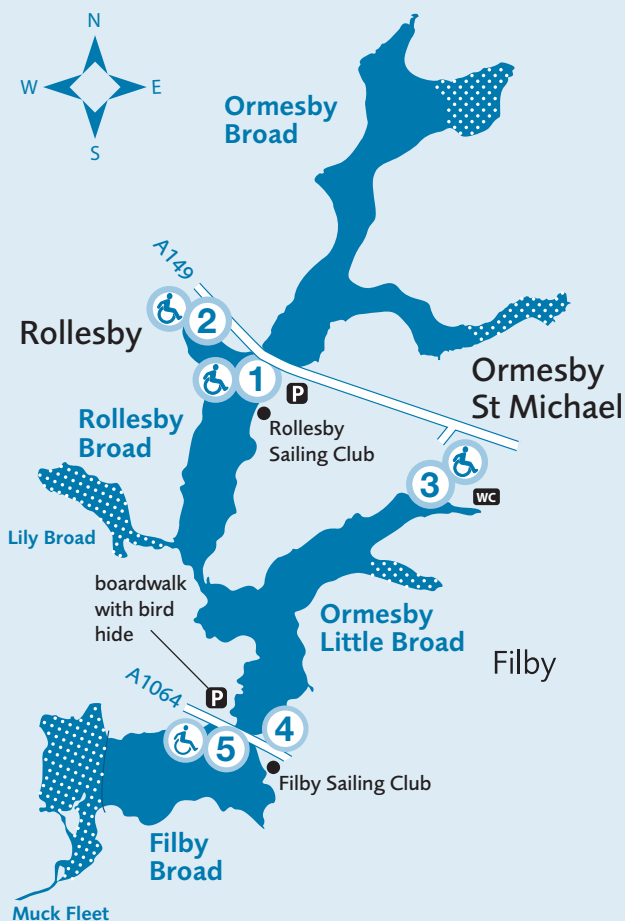 N
W
E
S
Ormesby
Broad
A149
2
Rollesby
1
P
Ormesby
St Michael
Rollesby
Broad
Rollesby
Sailing Club
3
WC
Lily Broad
boardwalk
with bird
hide
Ormesby
Little Broad
Filby
P
A1064
4
5
Filby Sailing Club
Filby
Broad
Muck Fleet